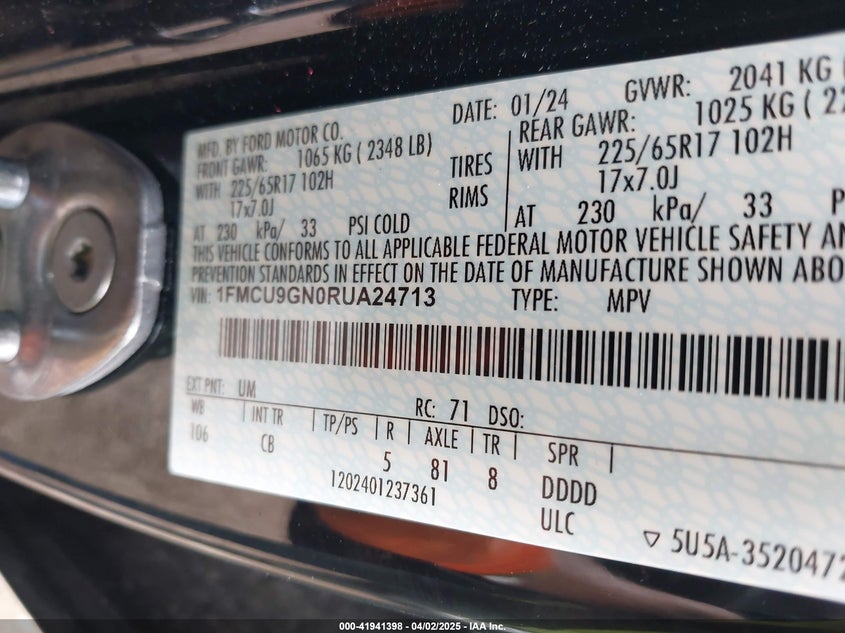 MFD. BY FORD MOTOR CO. DATE: 01/24 GVWR: 2041 KG (
FRONT GAWR: 1065 KG ( 2348 LB) REAR GAWR: 1025 KG ( 22
WITH 225/65R17 102H TIRES WITH 225/65R17 102H
17x7.0J RIMS 17x7.0J
AT 230 kPa/ 33 PSI COLD AT 230 kPa/ 33 P
THIS VEHICLE CONFORMS TO ALL APPLICABLE FEDERAL MOTOR VEHICLE SAFETY AN
PREVENTION STANDARDS IN EFFECT ON THE DATE OF MANUFACTURE SHOWN ABO
VIN: 1FMCU9GN0RUA24713 TYPE: MPV
EXT PNT: UM RC: 71 DSO:
WB INT TR TP/PS R AXLE TR SPR
106 CB 5 81 8 DDDD
1202401237361 ULC
▽ 5U5A-3520472
000-41941398 - 04/02/2025 - IAA Inc.